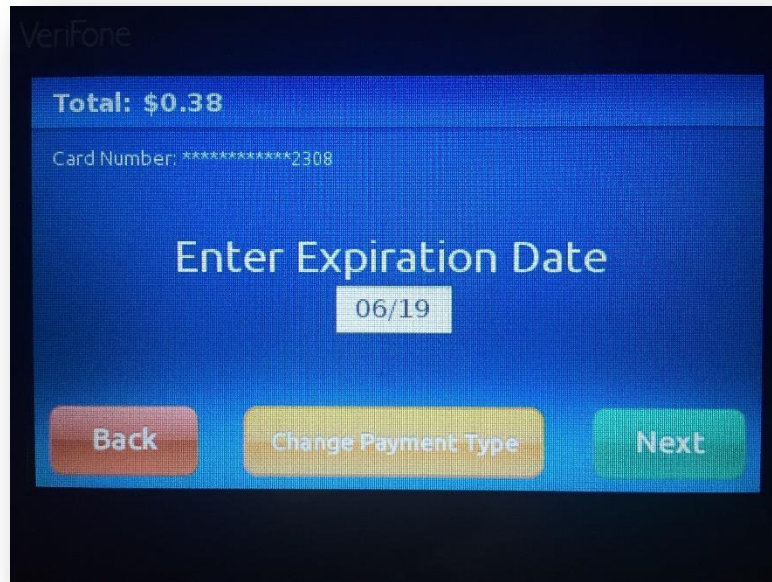 VeriFone
Total: $0.38
Card Number: ************2308
Enter Expiration Date
06/19
Back
Change Payment Type
Next